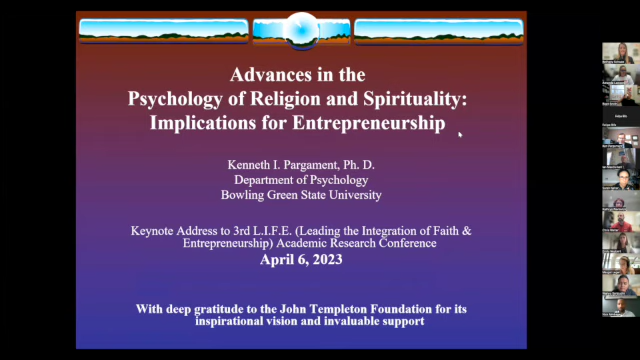 Advances in the
Psychology of Religion and Spirituality:
Implications for Entrepreneurship
Kenneth I. Pargament, Ph. D.
Department of Psychology
Bowling Green State University
Keynote Address to 3rd L.I.F.E. (Leading the Integration of Faith &
Entrepreneurship) Academic Research Conference
April 6, 2023
With deep gratitude to the John Templeton Foundation for its
inspirational vision and invaluable support